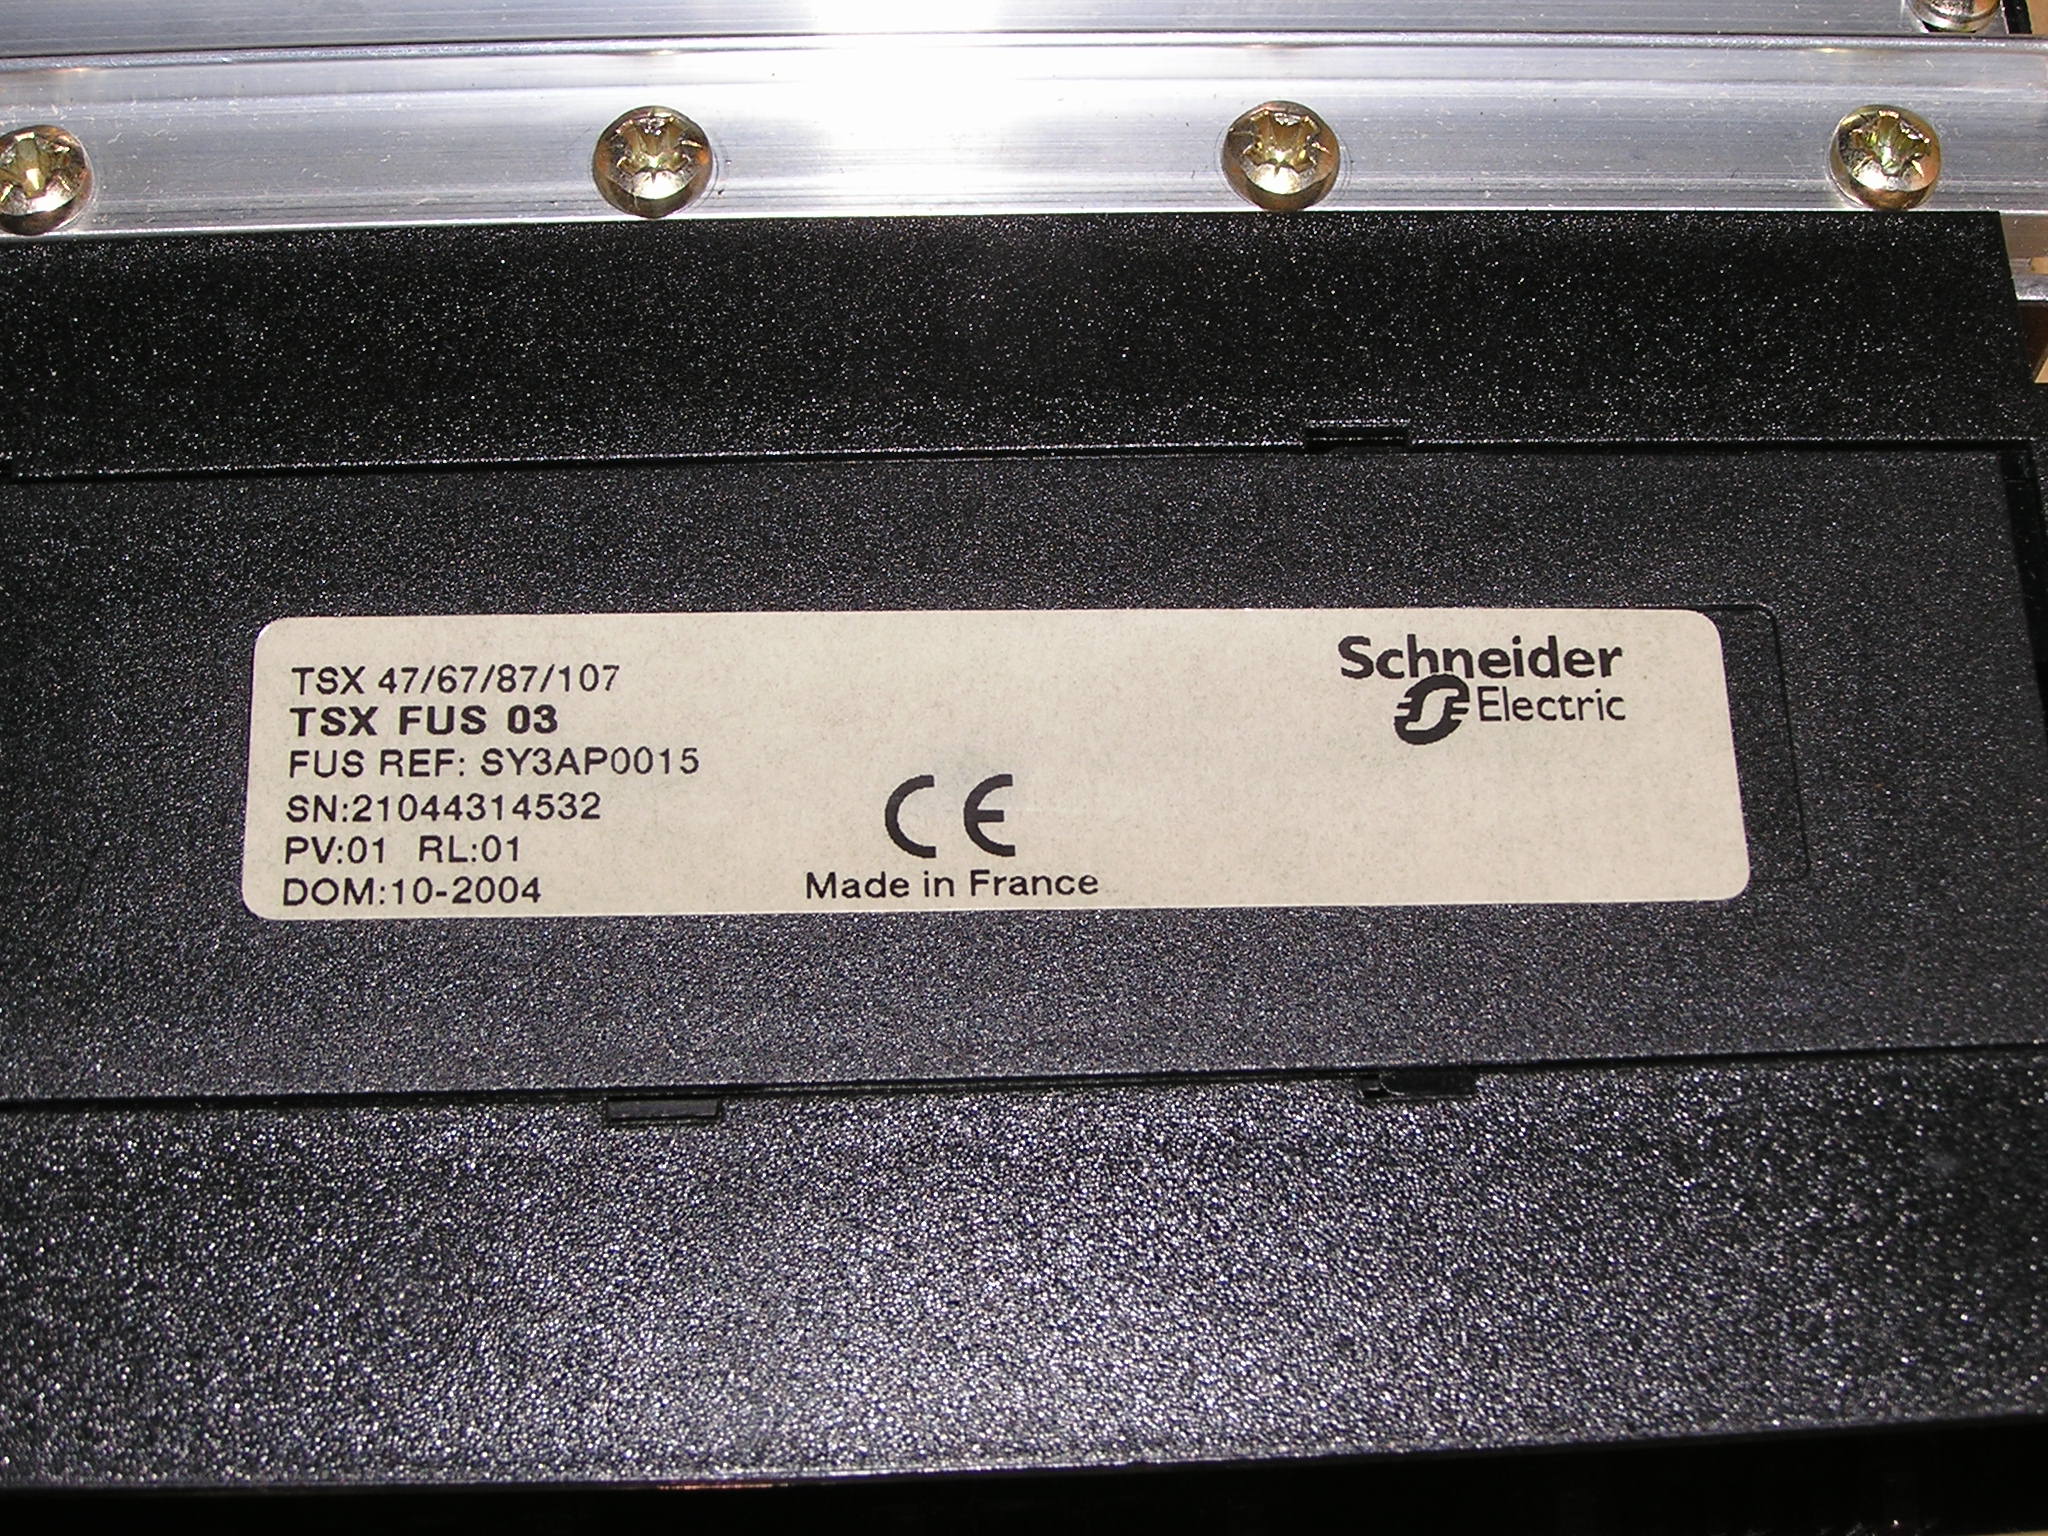 TSX 47/67/87/107
TSX FUS 03
FUS REF: SY3AP0015
SN:21044314532
PV:01 RL:01
DOM:10-2004
CE
Made in France
Schneider
Electric